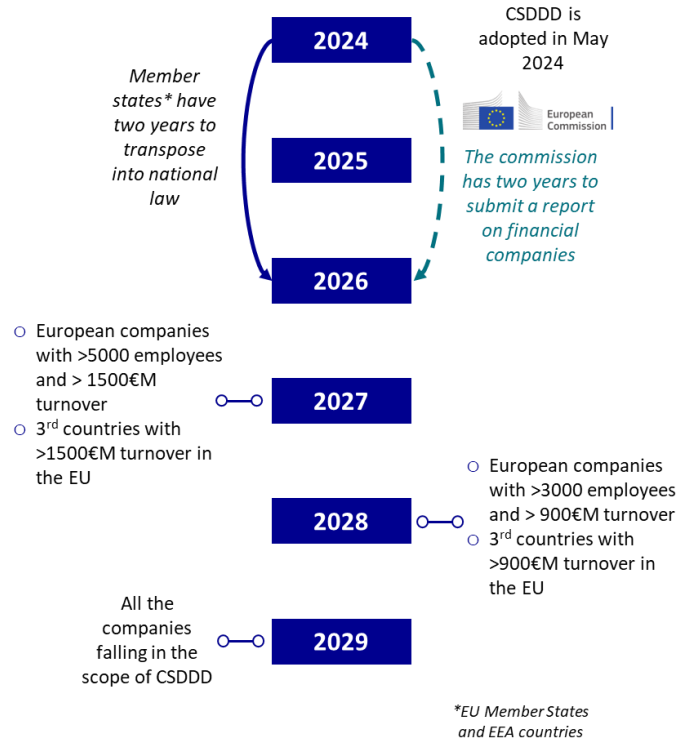 2024
CSDDD is
adopted in May
2024
Member
states* have
two years to
transpose
into national
law
European
Commission
2025
The commission
has two years to
submit a report
on financial
companies
2026
European companies
with >5000 employees
and > 1500€M
turnover
3rd countries with
>1500€M turnover in
the EU
2027
European companies
with >3000 employees
and > 900€M turnover
3rd countries with
>900€M turnover in
the EU
2028
All the
companies
falling in the
scope of CSDDD
2029
*EU Member States
and EEA countries